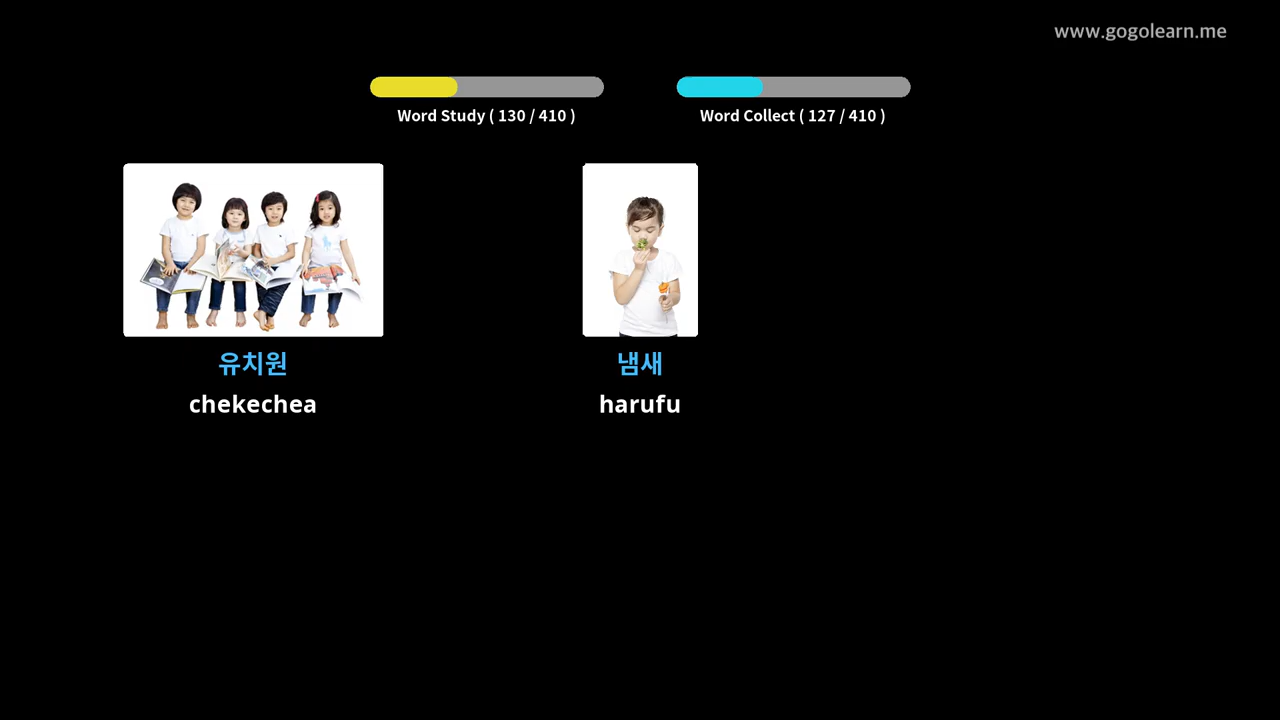 www.gogolearn.me
Word Study ( 130 / 410 )
Word Collect ( 127 / 410 )
유치원
chekechea
냄새
harufu